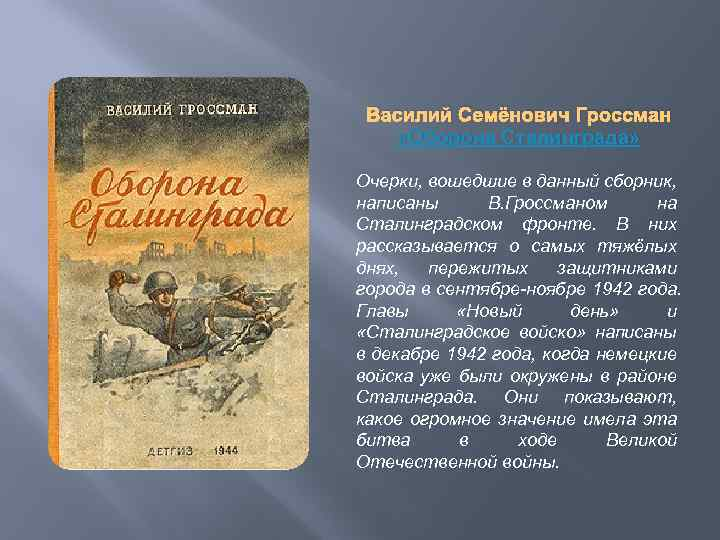 ВАСИЛИЙ ГРОССМАН
ОБОРОНА
СТАЛИНГРАДА
ДЕТГИЗ 1944
Василий Семёнович Гроссман
«Оборона Сталинграда»
Очерки, вошедшие в данный сборник,
написаны В.Гроссманом на
Сталинградском фронте. В них
рассказывается о самых тяжёлых
днях, пережитых защитниками
города в сентябре-ноябре 1942 года.
Главы «Новый день» и
«Сталинградское войско» написаны
в декабре 1942 года, когда немецкие
войска уже были окружены в районе
Сталинграда. Они показывают,
какое огромное значение имела эта
битва в ходе Великой
Отечественной войны.